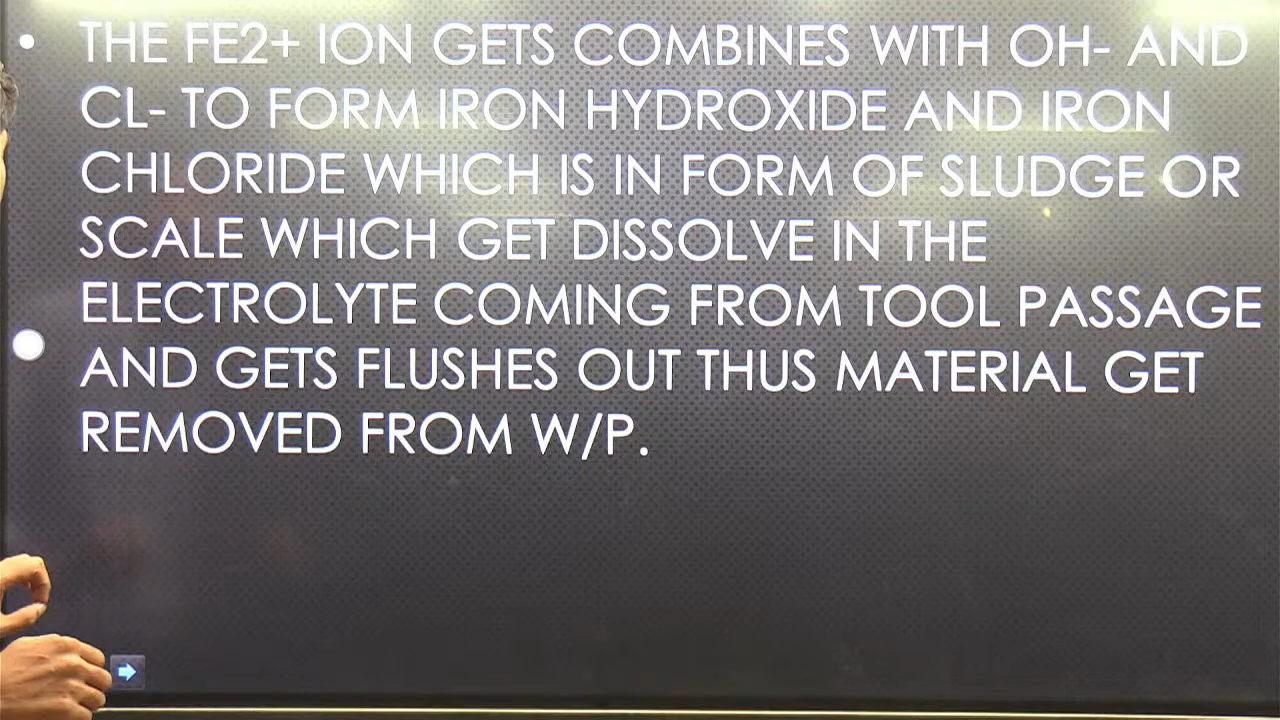 • THE FE2+ ION GETS COMBINES WITH OH- AND
CL- TO FORM IRON HYDROXIDE AND IRON
CHLORIDE WHICH IS IN FORM OF SLUDGE OR
SCALE WHICH GET DISSOLVE IN THE
ELECTROLYTE COMING FROM TOOL PASSAGE
AND GETS FLUSHES OUT THUS MATERIAL GET
REMOVED FROM W/P.